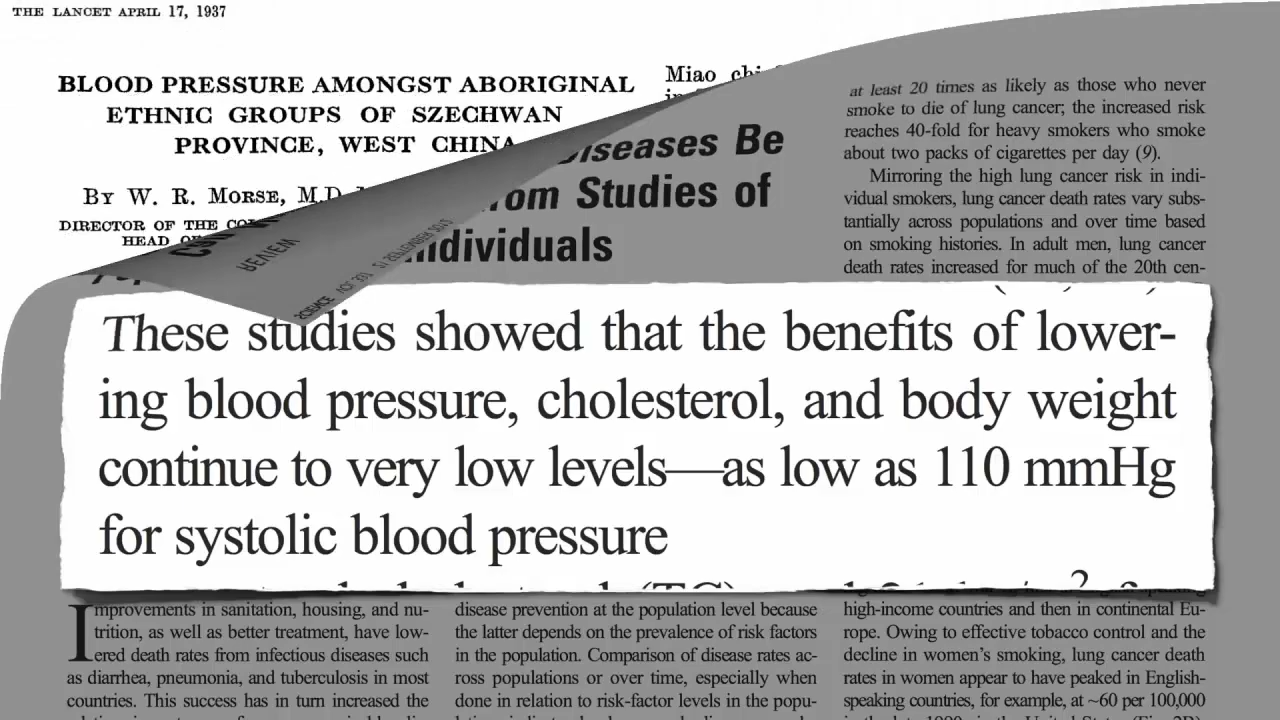 THE LANCET APRIL 17, 1937
BLOOD PRESSURE AMONGST ABORIGINAL
ETHNIC GROUPS OF SZECHWAN
PROVINCE, WEST CHINA
BY W. R. MORSE, M.D.
DIRECTOR OF THE
HEAD
Miao
Diseases Be
from Studies of
Individuals
REVIEW
SCIENCE
at least 20 times as likely as those who never
smoke to die of lung cancer; the increased risk
reaches 40-fold for heavy smokers who smoke
about two packs of cigarettes per day (9).
Mirroring the high lung cancer risk in indi-
vidual smokers, lung cancer death rates vary subs-
tantially across populations and over time based
on smoking histories. In adult men, lung cancer
death rates increased for much of the 20th cen-
These studies showed that the benefits of lower-
ing blood pressure, cholesterol, and body weight
continue to very low levels—as low as 110 mmHg
for systolic blood pressure
Improvements in sanitation, housing, and nu-
trition, as well as better treatment, have low-
ered death rates from infectious diseases such
as diarrhea, pneumonia, and tuberculosis in most
countries. This success has in turn increased the
disease prevention at the population level because
the latter depends on the prevalence of risk factors
in the population. Comparison of disease rates ac-
ross populations or over time, especially when
done in relation to risk-factor levels in the popu-
high-income countries and then in continental Eu-
rope. Owing to effective tobacco control and the
decline in women's smoking, lung cancer death
rates in women appear to have peaked in English-
speaking countries, for example, at ~60 per 100,000